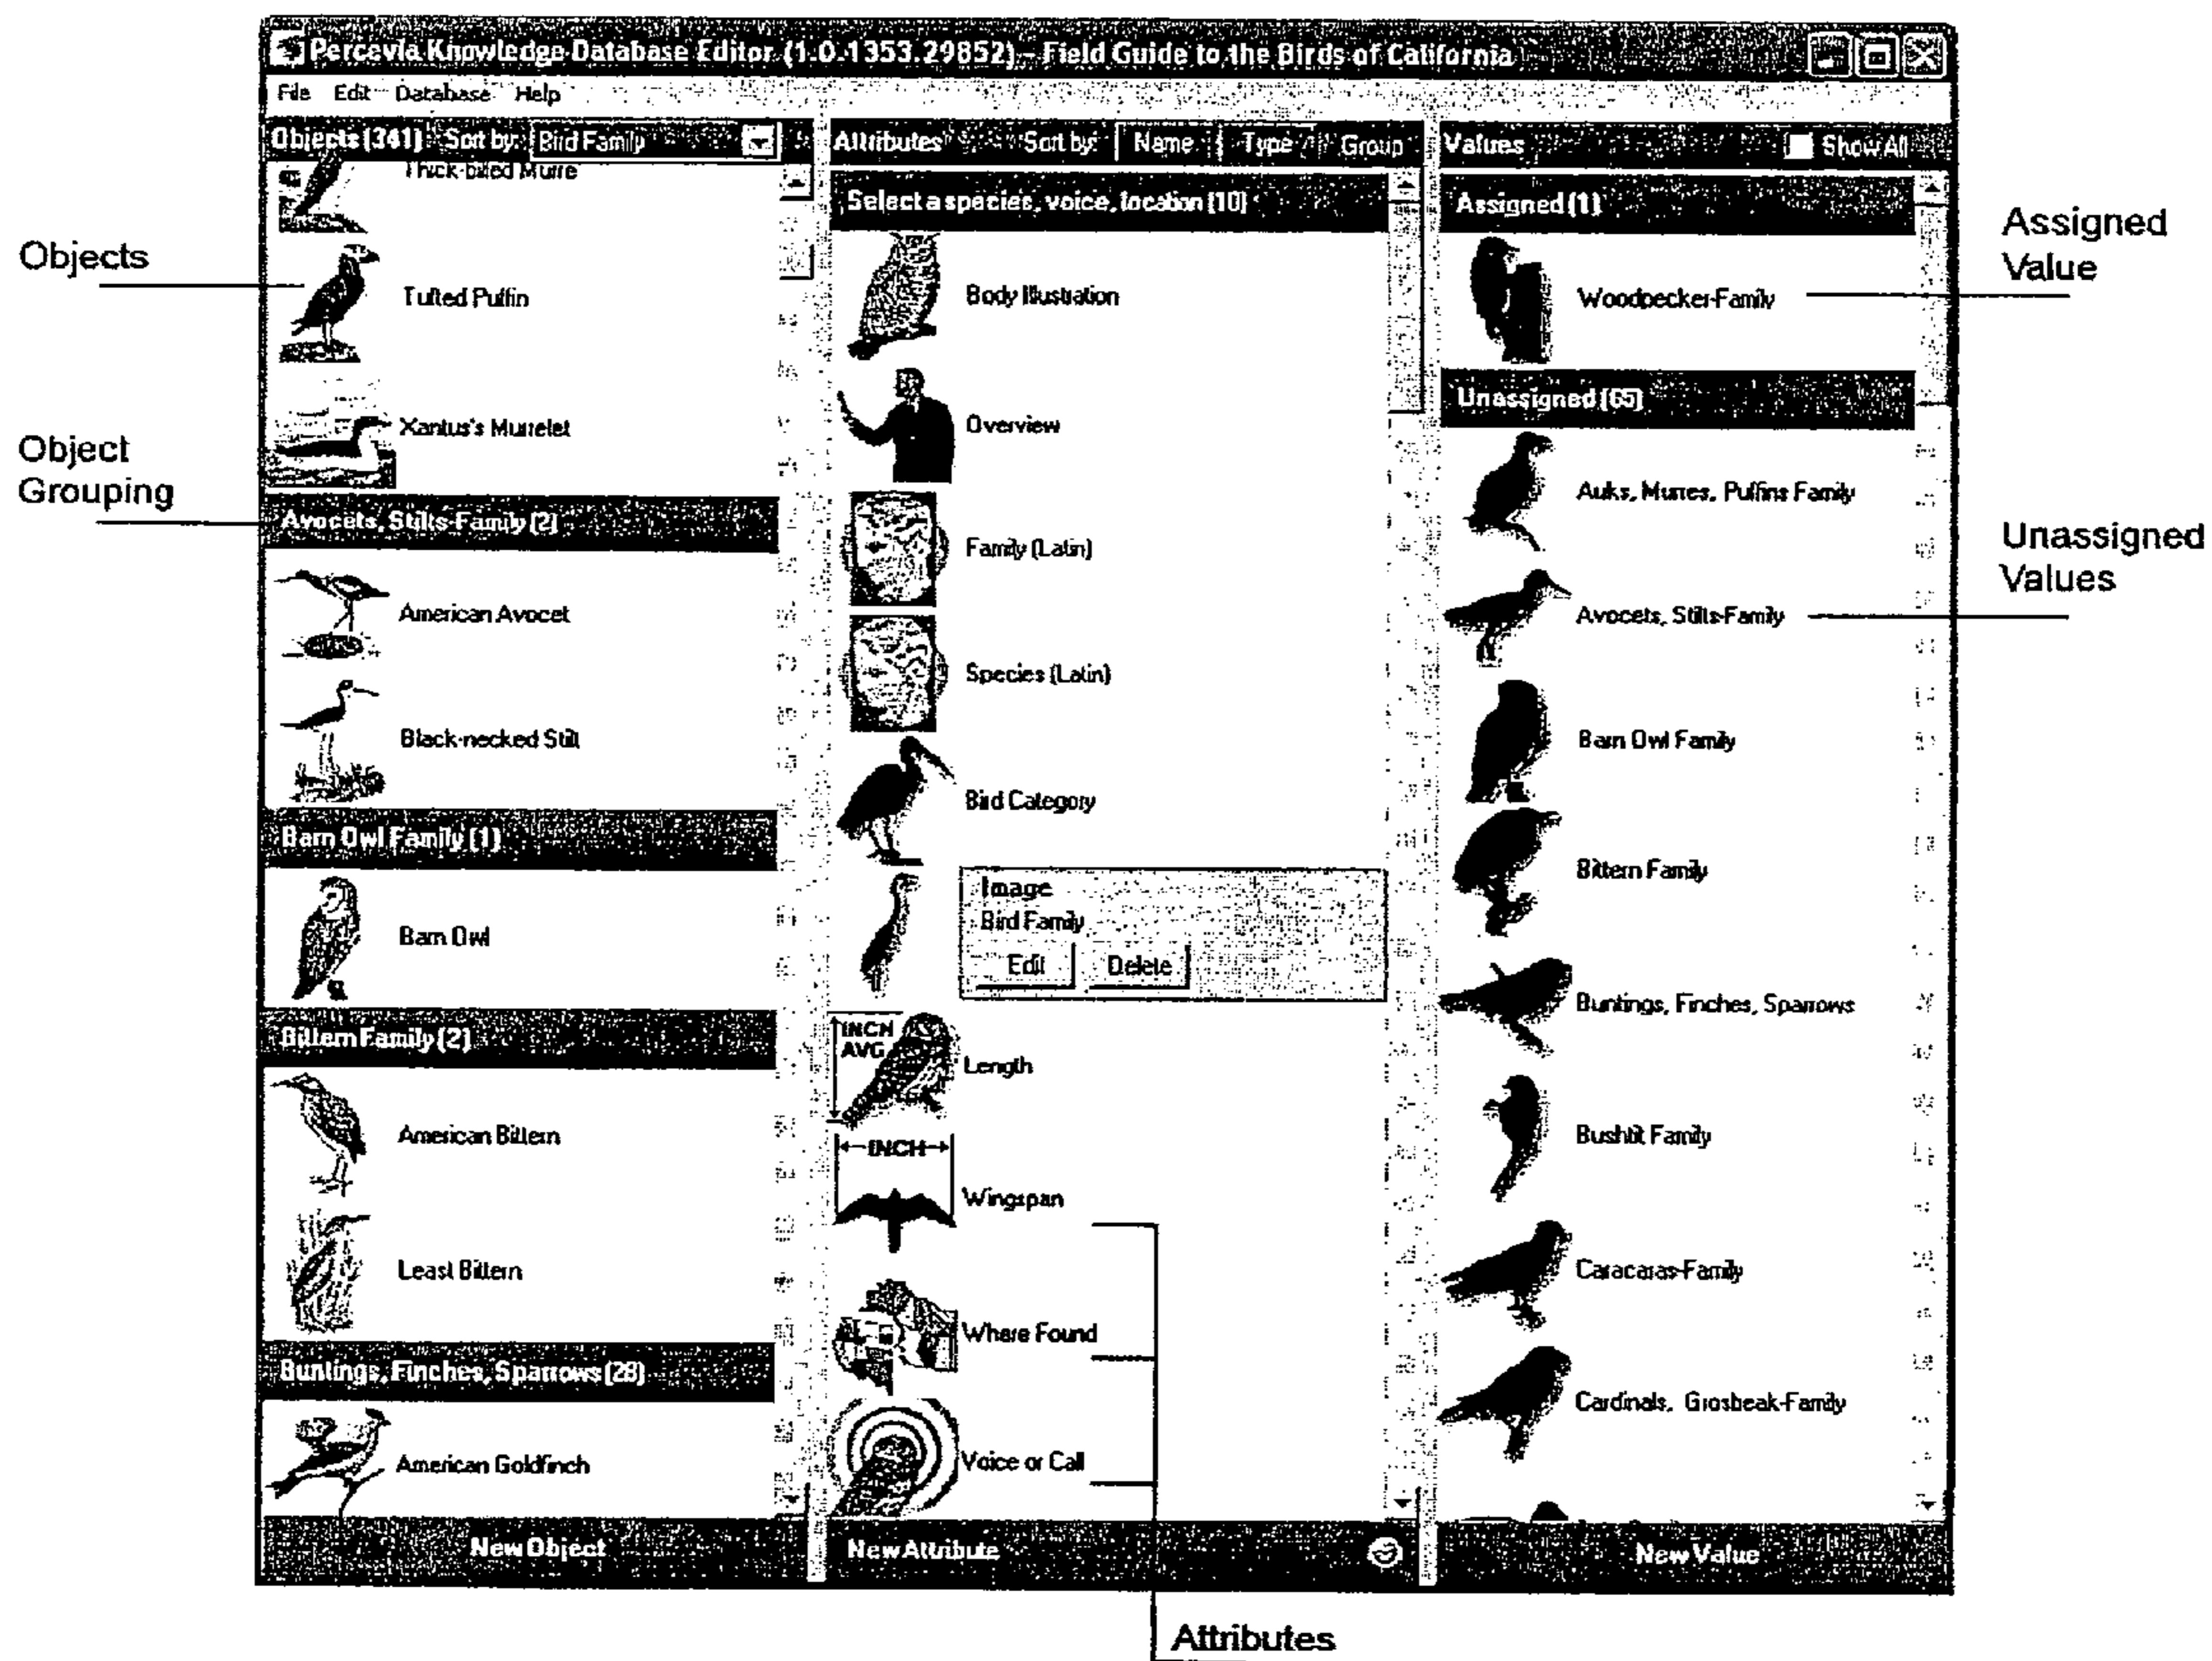 Percevia Knowledge Database Editor (1.0.1353.29852) - Field Guide to the Birds of California
File Edit Database Help
Objects (341) Sort by: Bird Family
Thick-billed Murre
Tufted Puffin
Xantus's Murrelet
Avocets, Stilts-Family (2)
American Avocet
Black-necked Stilt
Barn Owl Family (1)
Barn Owl
Bittern Family (2)
American Bittern
Least Bittern
Buntings, Finches, Sparrows (28)
American Goldfinch
New Object
Attributes Sort by: Name Type Group
Select a species, voice, location (10)
Body Illustration
Overview
Family (Latin)
Species (Latin)
Bird Category
Image
Bird Family
Edit Delete
INCH
AVG
Length
INCH
Wingspan
Where Found
Voice or Call
New Attribute
Values Show All
Assigned (1)
Woodpecker-Family
Unassigned (65)
Auks, Murres, Puffins Family
Avocets, Stilts-Family
Barn Owl Family
Bittern Family
Buntings, Finches, Sparrows
Bushtit Family
Caracaras-Family
Cardinals, Grosbeak-Family
New Value
Objects
Object
Grouping
Assigned
Value
Unassigned
Values
Attributes